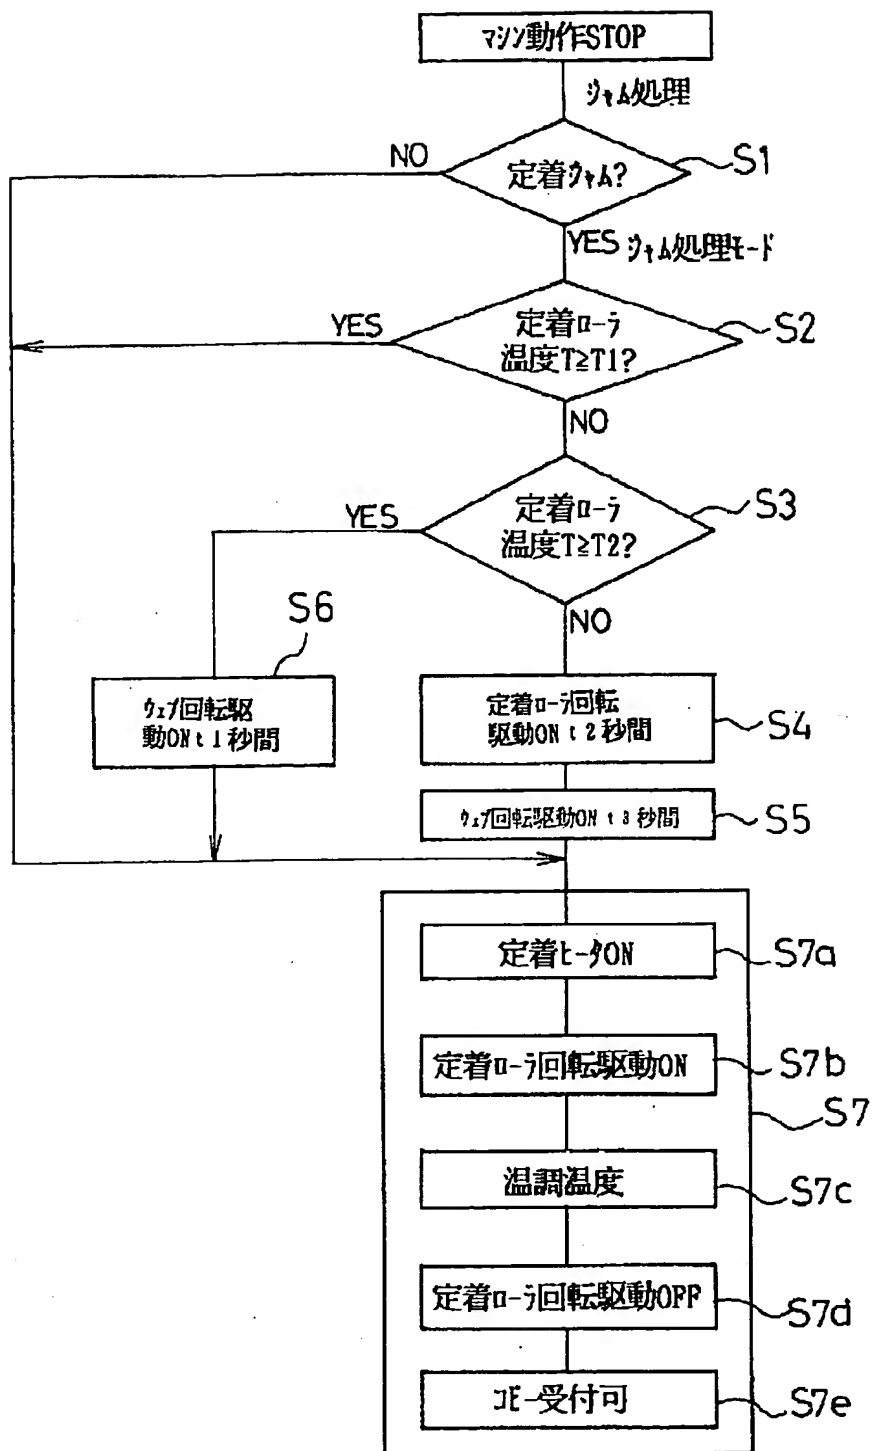 マシン動作STOP
ジャム処理
NO
定着ジャム?
S1
YES
ジャム処理モード
YES
定着ローラ
温度T≧T1?
S2
NO
YES
定着ローラ
温度T≧T2?
S3
NO
S6
ウェブ回転駆
動ONt1秒間
定着ローラ回転
駆動ONt2秒間
S4
ウェブ回転駆動ONt3秒間
S5
定着ヒータON
S7a
定着ローラ回転駆動ON
S7b
S7
温調温度
S7c
定着ローラ回転駆動OFF
S7d
コピー受付可
S7e